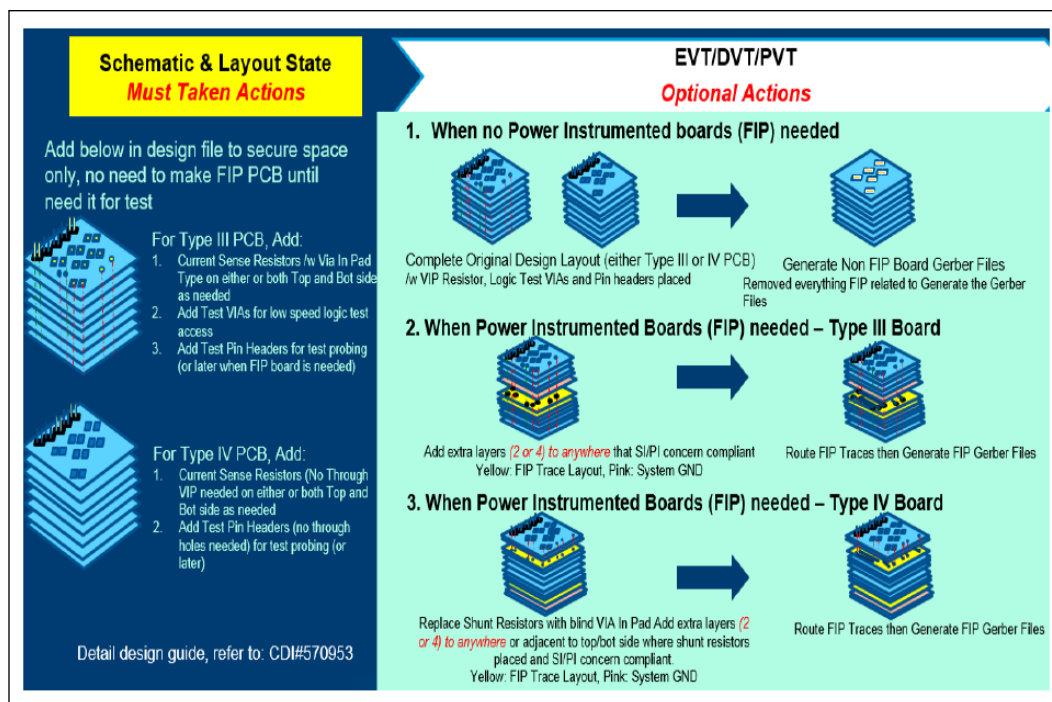 Schematic & Layout State
Must Taken Actions
Add below in design file to secure space
only, no need to make FIP PCB until
need it for test
For Type III PCB, Add:
1. Current Sense Resistors /w Via In Pad
Type on either or both Top and Bot side
as needed
2. Add Test VIAs for low speed logic test
access
3. Add Test Pin Headers for test probing
(or later when FIP board is needed)
For Type IV PCB, Add:
1. Current Sense Resistors (No Through
VIP needed on either or both Top and
Bot side as needed
2. Add Test Pin Headers (no through
holes needed) for test probing (or
later)
Detail design guide, refer to: CDI#570953
EVT/DVT/PVT
Optional Actions
1. When no Power Instrumented boards (FIP) needed
Complete Original Design Layout (either Type III or IV PCB)
/w VIP Resistor, Logic Test VIAs and Pin headers placed
Generate Non FIP Board Gerber Files
Removed everything FIP related to Generate the Gerber
Files
2. When Power Instrumented Boards (FIP) needed – Type III Board
Add extra layers (2 or 4) to anywhere that SI/PI concern compliant
Yellow: FIP Trace Layout, Pink: System GND
Route FIP Traces then Generate FIP Gerber Files
3. When Power Instrumented Boards (FIP) needed – Type IV Board
Replace Shunt Resistors with blind VIA In Pad Add extra layers (2
or 4) to anywhere or adjacent to top/bot side where shunt resistors
placed and SI/PI concern compliant.
Yellow: FIP Trace Layout, Pink: System GND
Route FIP Traces then Generate FIP Gerber Files